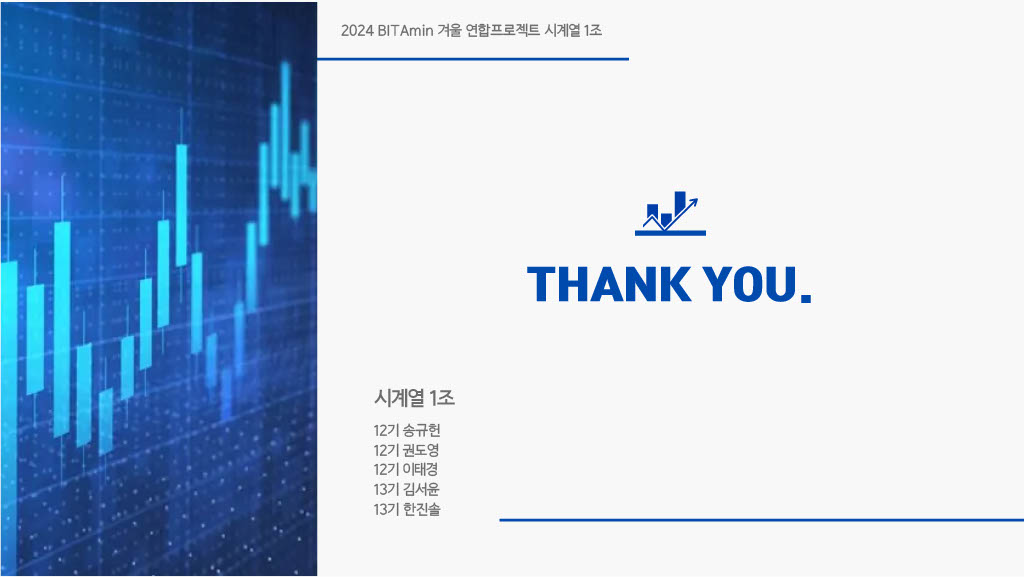 2024 BITAmin 겨울 연합프로젝트 시계열 1조
THANK YOU.
시계열 1조
12기 송규헌
12기 권도영
12기 이태경
13기 김서윤
13기 한진솔